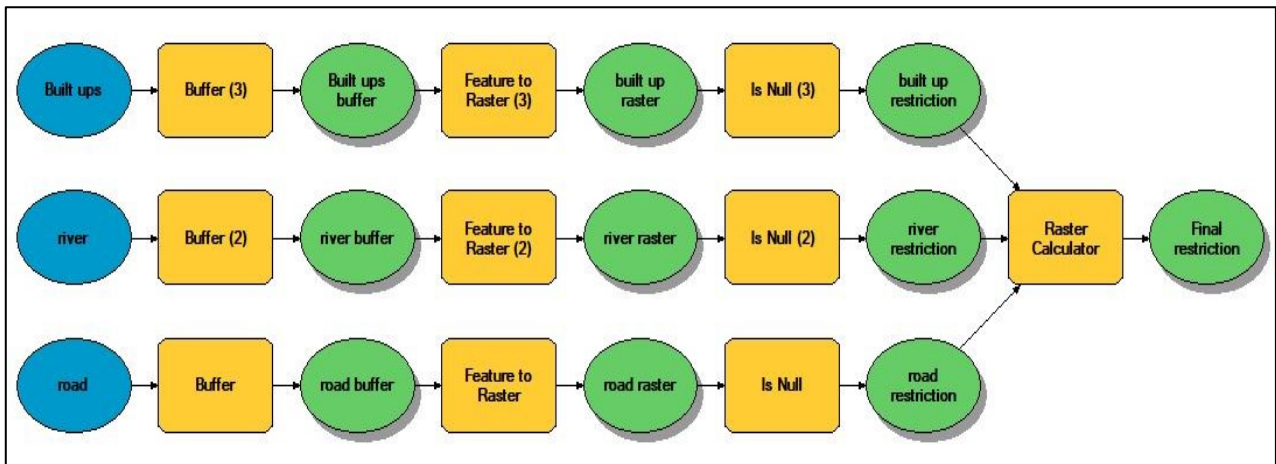 Built ups
Buffer (3)
Built ups
buffer
Feature to
Raster (3)
built up
raster
Is Null (3)
built up
restriction
river
Buffer (2)
river buffer
Feature to
Raster (2)
river raster
Is Null (2)
river
restriction
Raster
Calculator
Final
restriction
road
Buffer
road buffer
Feature to
Raster
road raster
Is Null
road
restriction